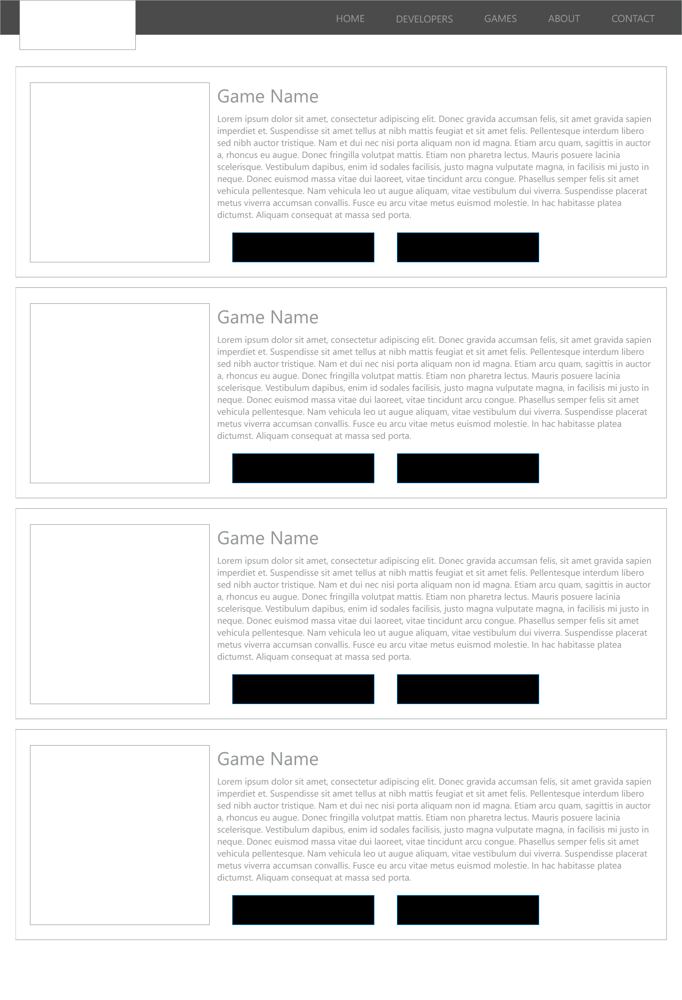 HOME DEVELOPERS GAMES ABOUT CONTACT
Game Name
Lorem ipsum dolor sit amet, consectetur adipiscing elit. Donec gravida accumsan felis, sit amet gravida sapien
imperdiet et. Suspendisse sit amet tellus at nibh mattis feugiat et sit amet felis. Pellentesque interdum libero
sed nibh auctor tristique. Nam et dui nec nisi porta aliquam non id magna. Etiam arcu quam, sagittis in auctor
a, rhoncus eu augue. Donec fringilla volutpat mattis. Etiam non pharetra lectus. Mauris posuere lacinia
scelerisque. Vestibulum dapibus, enim id sodales facilisis, justo magna vulputate magna, in facilisis mi justo in
neque. Donec euismod massa vitae dui laoreet, vitae tincidunt arcu congue. Phasellus semper felis sit amet
vehicula pellentesque. Nam vehicula leo ut augue aliquam, vitae vestibulum dui viverra. Suspendisse placerat
metus viverra accumsan convallis. Fusce eu arcu vitae metus euismod molestie. In hac habitasse platea
dictumst. Aliquam consequat at massa sed porta.
Game Name
Lorem ipsum dolor sit amet, consectetur adipiscing elit. Donec gravida accumsan felis, sit amet gravida sapien
imperdiet et. Suspendisse sit amet tellus at nibh mattis feugiat et sit amet felis. Pellentesque interdum libero
sed nibh auctor tristique. Nam et dui nec nisi porta aliquam non id magna. Etiam arcu quam, sagittis in auctor
a, rhoncus eu augue. Donec fringilla volutpat mattis. Etiam non pharetra lectus. Mauris posuere lacinia
scelerisque. Vestibulum dapibus, enim id sodales facilisis, justo magna vulputate magna, in facilisis mi justo in
neque. Donec euismod massa vitae dui laoreet, vitae tincidunt arcu congue. Phasellus semper felis sit amet
vehicula pellentesque. Nam vehicula leo ut augue aliquam, vitae vestibulum dui viverra. Suspendisse placerat
metus viverra accumsan convallis. Fusce eu arcu vitae metus euismod molestie. In hac habitasse platea
dictumst. Aliquam consequat at massa sed porta.
Game Name
Lorem ipsum dolor sit amet, consectetur adipiscing elit. Donec gravida accumsan felis, sit amet gravida sapien
imperdiet et. Suspendisse sit amet tellus at nibh mattis feugiat et sit amet felis. Pellentesque interdum libero
sed nibh auctor tristique. Nam et dui nec nisi porta aliquam non id magna. Etiam arcu quam, sagittis in auctor
a, rhoncus eu augue. Donec fringilla volutpat mattis. Etiam non pharetra lectus. Mauris posuere lacinia
scelerisque. Vestibulum dapibus, enim id sodales facilisis, justo magna vulputate magna, in facilisis mi justo in
neque. Donec euismod massa vitae dui laoreet, vitae tincidunt arcu congue. Phasellus semper felis sit amet
vehicula pellentesque. Nam vehicula leo ut augue aliquam, vitae vestibulum dui viverra. Suspendisse placerat
metus viverra accumsan convallis. Fusce eu arcu vitae metus euismod molestie. In hac habitasse platea
dictumst. Aliquam consequat at massa sed porta.
Game Name
Lorem ipsum dolor sit amet, consectetur adipiscing elit. Donec gravida accumsan felis, sit amet gravida sapien
imperdiet et. Suspendisse sit amet tellus at nibh mattis feugiat et sit amet felis. Pellentesque interdum libero
sed nibh auctor tristique. Nam et dui nec nisi porta aliquam non id magna. Etiam arcu quam, sagittis in auctor
a, rhoncus eu augue. Donec fringilla volutpat mattis. Etiam non pharetra lectus. Mauris posuere lacinia
scelerisque. Vestibulum dapibus, enim id sodales facilisis, justo magna vulputate magna, in facilisis mi justo in
neque. Donec euismod massa vitae dui laoreet, vitae tincidunt arcu congue. Phasellus semper felis sit amet
vehicula pellentesque. Nam vehicula leo ut augue aliquam, vitae vestibulum dui viverra. Suspendisse placerat
metus viverra accumsan convallis. Fusce eu arcu vitae metus euismod molestie. In hac habitasse platea
dictumst. Aliquam consequat at massa sed porta.